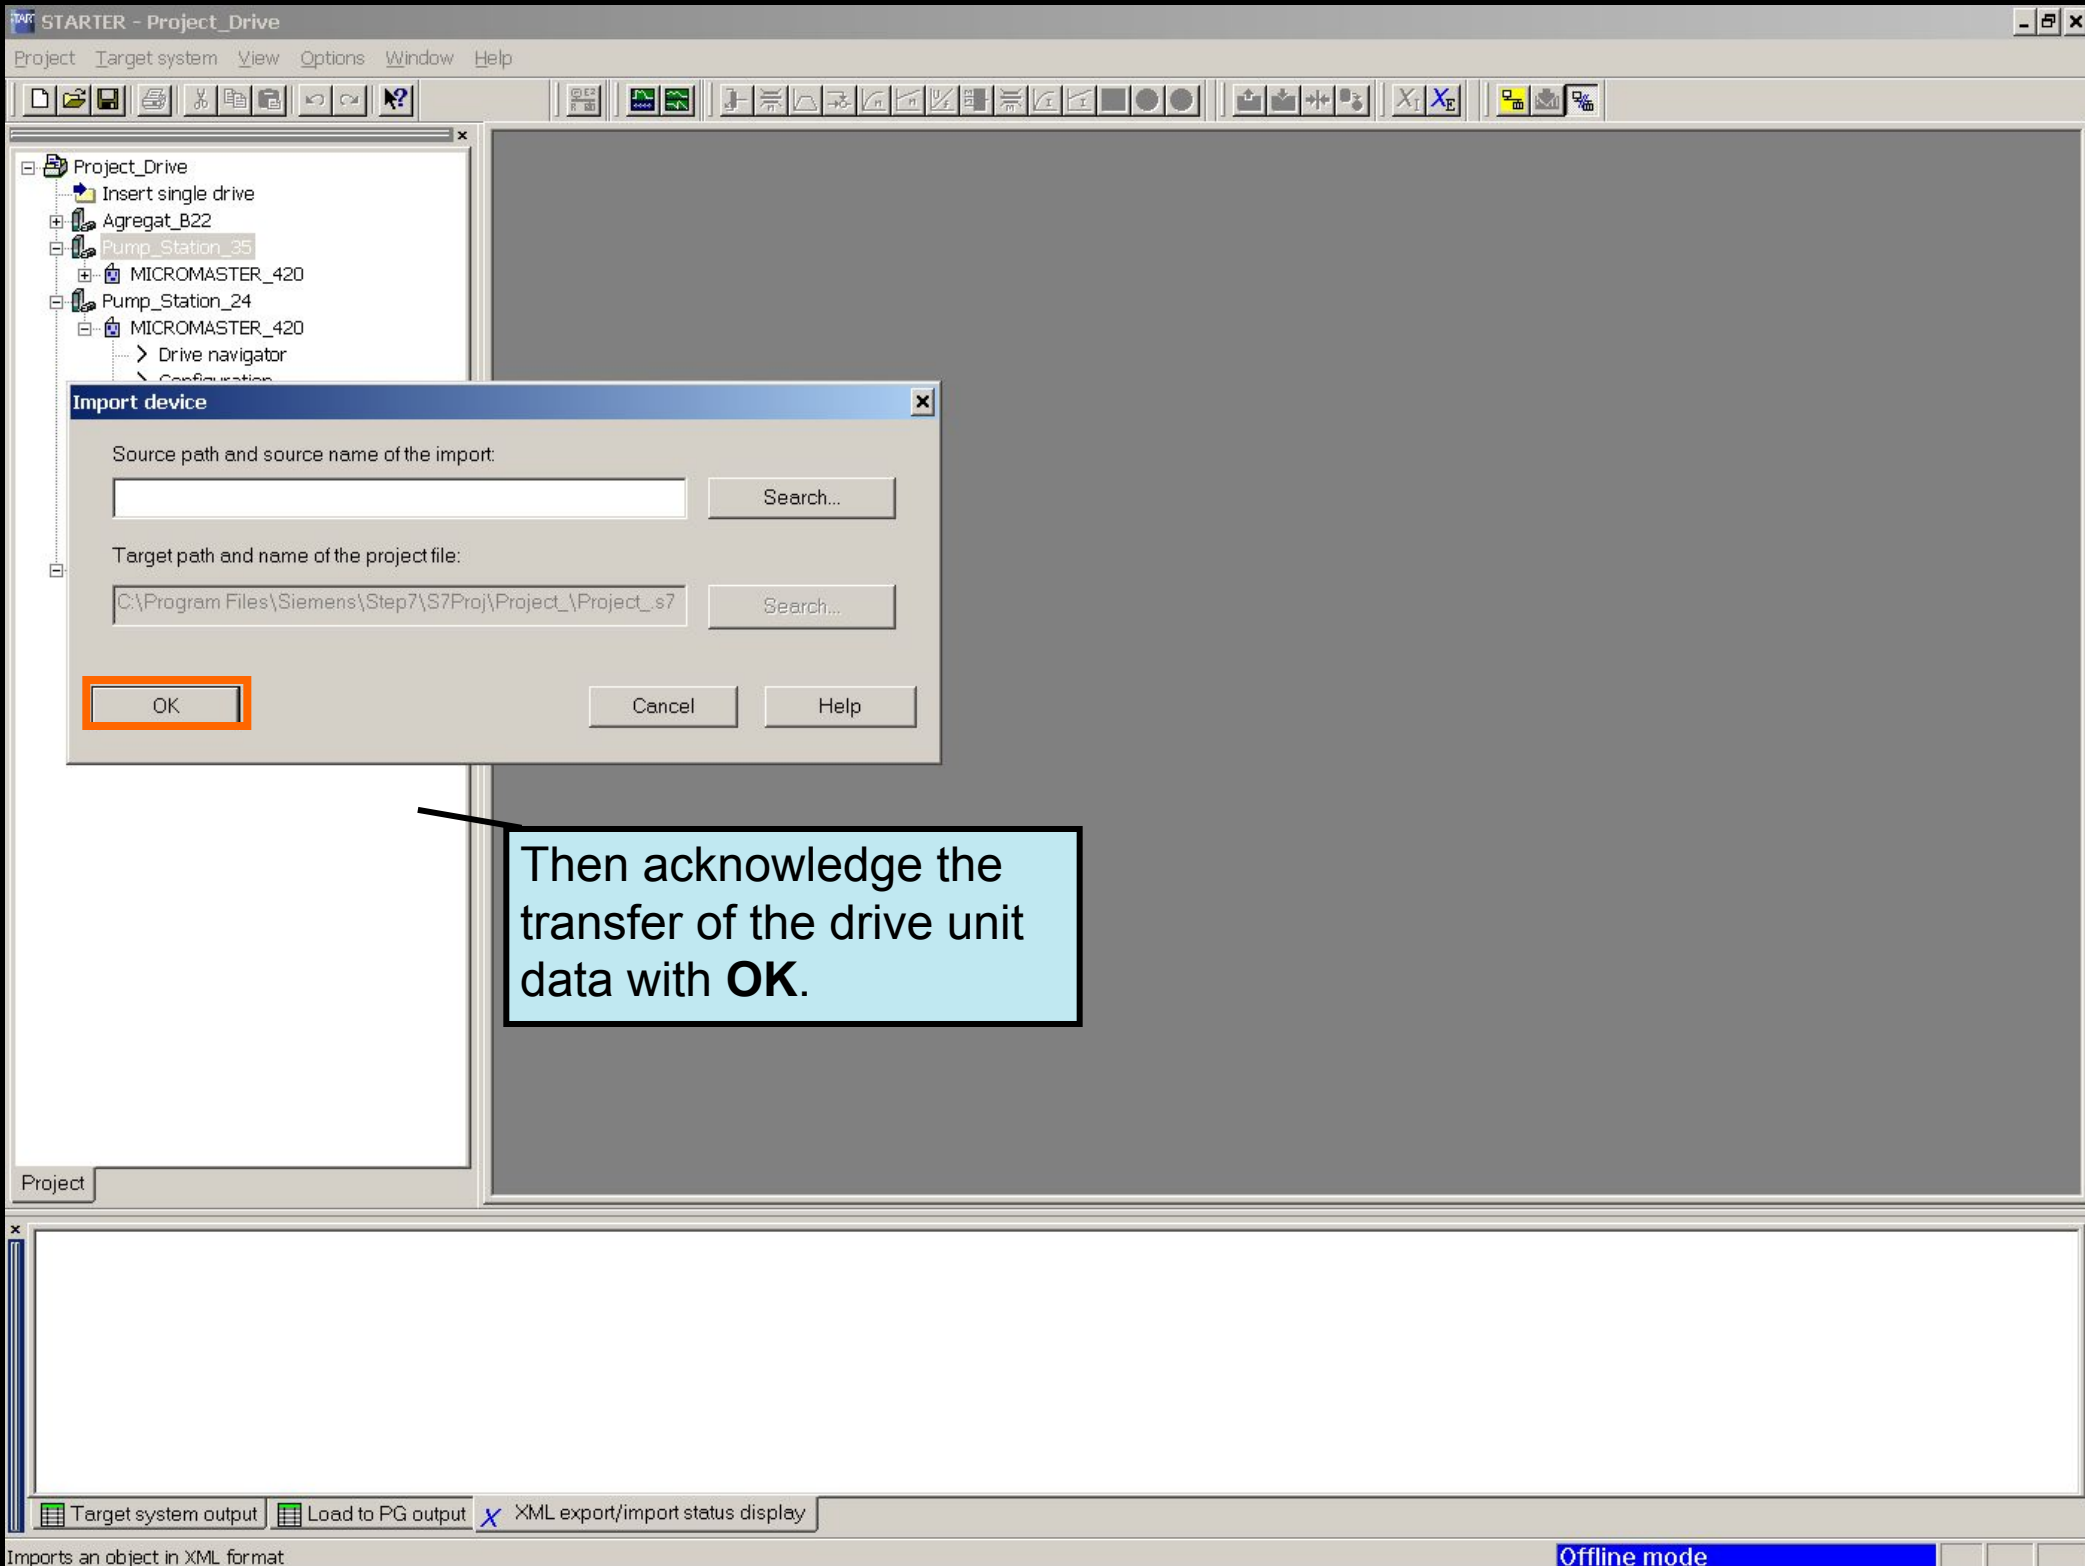 STARTER - Project_Drive
Project Target system View Options Window Help
Project_Drive
Insert single drive
Agregat_B22
Pump_Station_35
MICROMASTER_420
Pump_Station_24
MICROMASTER_420
Drive navigator
Configuration
Import device
Source path and source name of the import:
Search...
Target path and name of the project file:
C:\Program Files\Siemens\Step7\S7Proj\Project_\Project_.s7
Search...
OK Cancel Help
Then acknowledge the
transfer of the drive unit
data with OK.
Project
Target system output Load to PG output XML export/import status display
Imports an object in XML format Offline mode